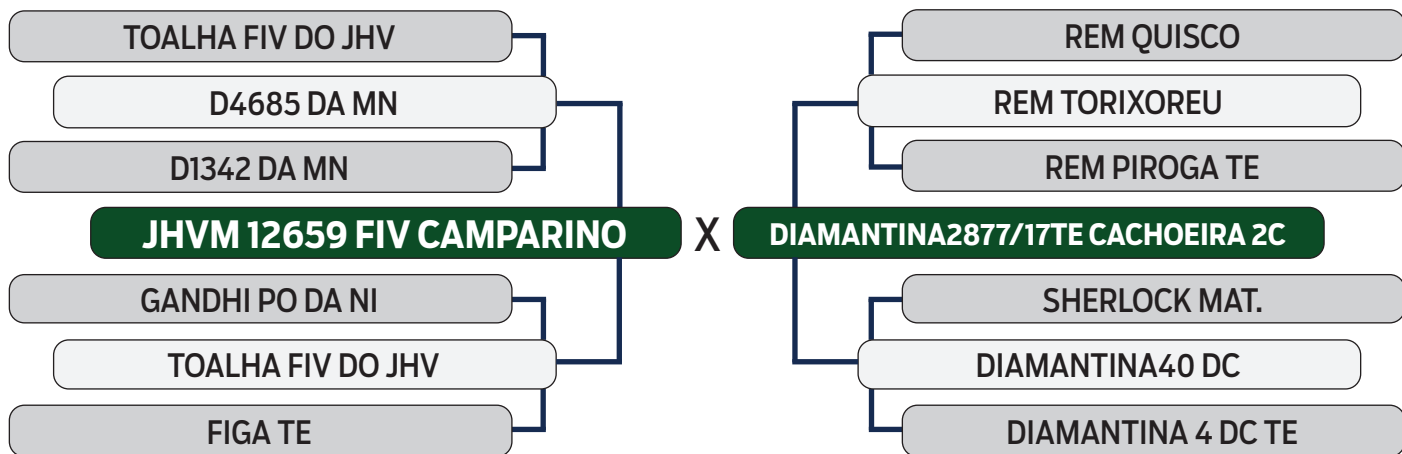 TOALHA FIV DO JHV
D4685 DA MN
D1342 DA MN
JHVM 12659 FIV CAMPARINO
GANDHI PO DA NI
TOALHA FIV DO JHV
FIGA TE
X
REM QUISCO
REM TORIXOREU
REM PIROGA TE
DIAMANTINA2877/17TE CACHOEIRA 2C
SHERLOCK MAT.
DIAMANTINA40 DC
DIAMANTINA 4 DC TE